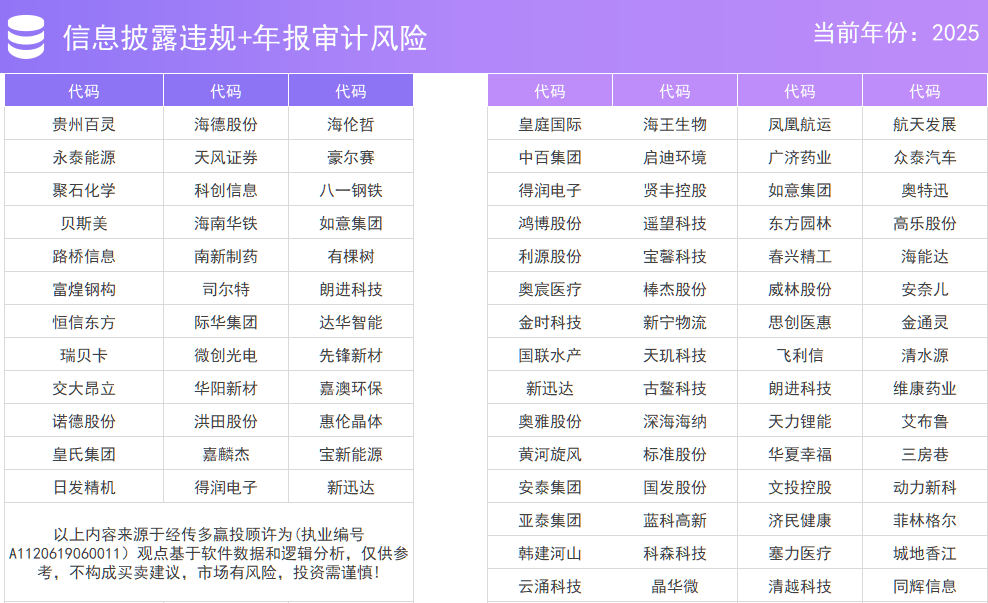 信息披露违规+年报审计风险
当前年份：2025
代码 代码 代码
贵州百灵 海德股份 海伦哲
永泰能源 天风证券 豪尔赛
聚石化学 科创信息 八一钢铁
贝斯美 海南华铁 如意集团
路桥信息 南新制药 有棵树
富煌钢构 司尔特 朗进科技
恒信东方 际华集团 达华智能
瑞贝卡 微创光电 先锋新材
交大昂立 华阳新材 嘉澳环保
诺德股份 洪田股份 惠伦晶体
皇氏集团 嘉麟杰 宝新能源
日发精机 得润电子 新迅达
以上内容来源于经传多赢投顾许为(执业编号
A1120619060011）观点基于软件数据和逻辑分析，仅供参
考，不构成买卖建议，市场有风险，投资需谨慎！
代码 代码 代码 代码
皇庭国际 海王生物 凤凰航运 航天发展
中百集团 启迪环境 广济药业 众泰汽车
得润电子 贤丰控股 如意集团 奥特迅
鸿博股份 遥望科技 东方园林 高乐股份
利源股份 宝馨科技 春兴精工 海能达
奥宸医疗 棒杰股份 威林股份 安奈儿
金时科技 新宁物流 思创医惠 金通灵
国联水产 天玑科技 飞利信 清水源
新迅达 古鳌科技 朗进科技 维康药业
奥雅股份 深海海纳 天力锂能 艾布鲁
黄河旋风 标准股份 华夏幸福 三房巷
安泰集团 国发股份 文投控股 动力新科
亚泰集团 蓝科高新 济民健康 菲林格尔
韩建河山 科森科技 塞力医疗 城地香江
云涌科技 晶华微 清越科技 同辉信息